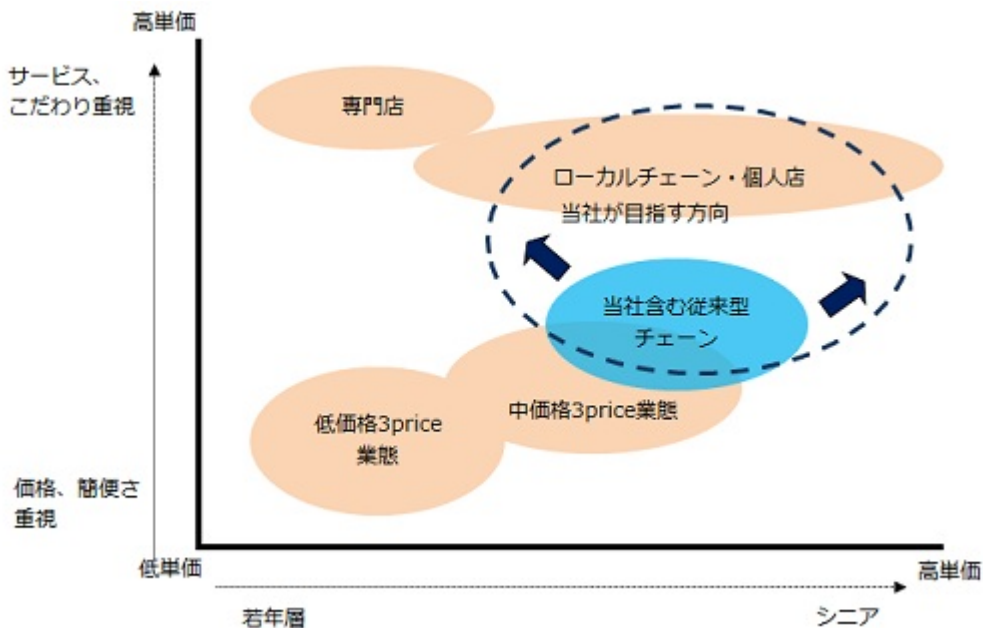 高単価
サービス、
こだわり重視
専門店
ローカルチェーン・個人店
当社が目指す方向
当社含む従来型
チェーン
低価格3price
業態
中価格3price業態
価格、簡便さ
重視
低単価
高単価
若年層
シニア